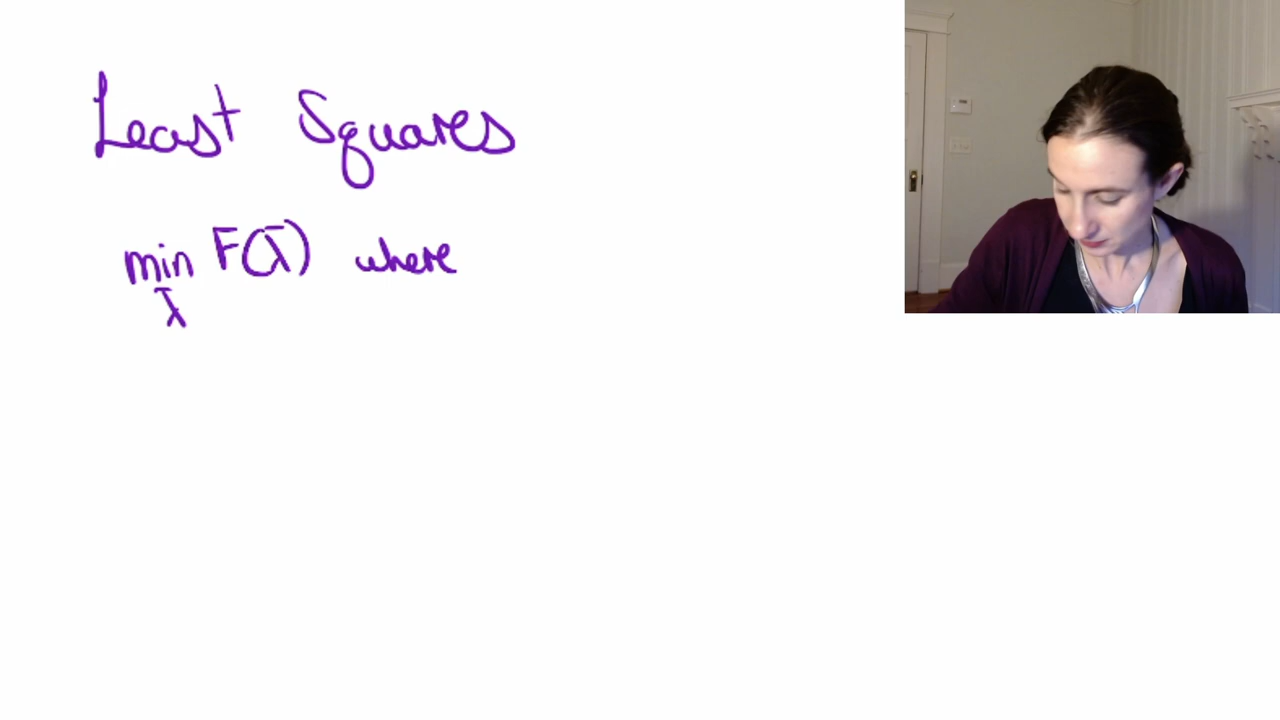 Least Squares
min F(λ̄) where
λ̄